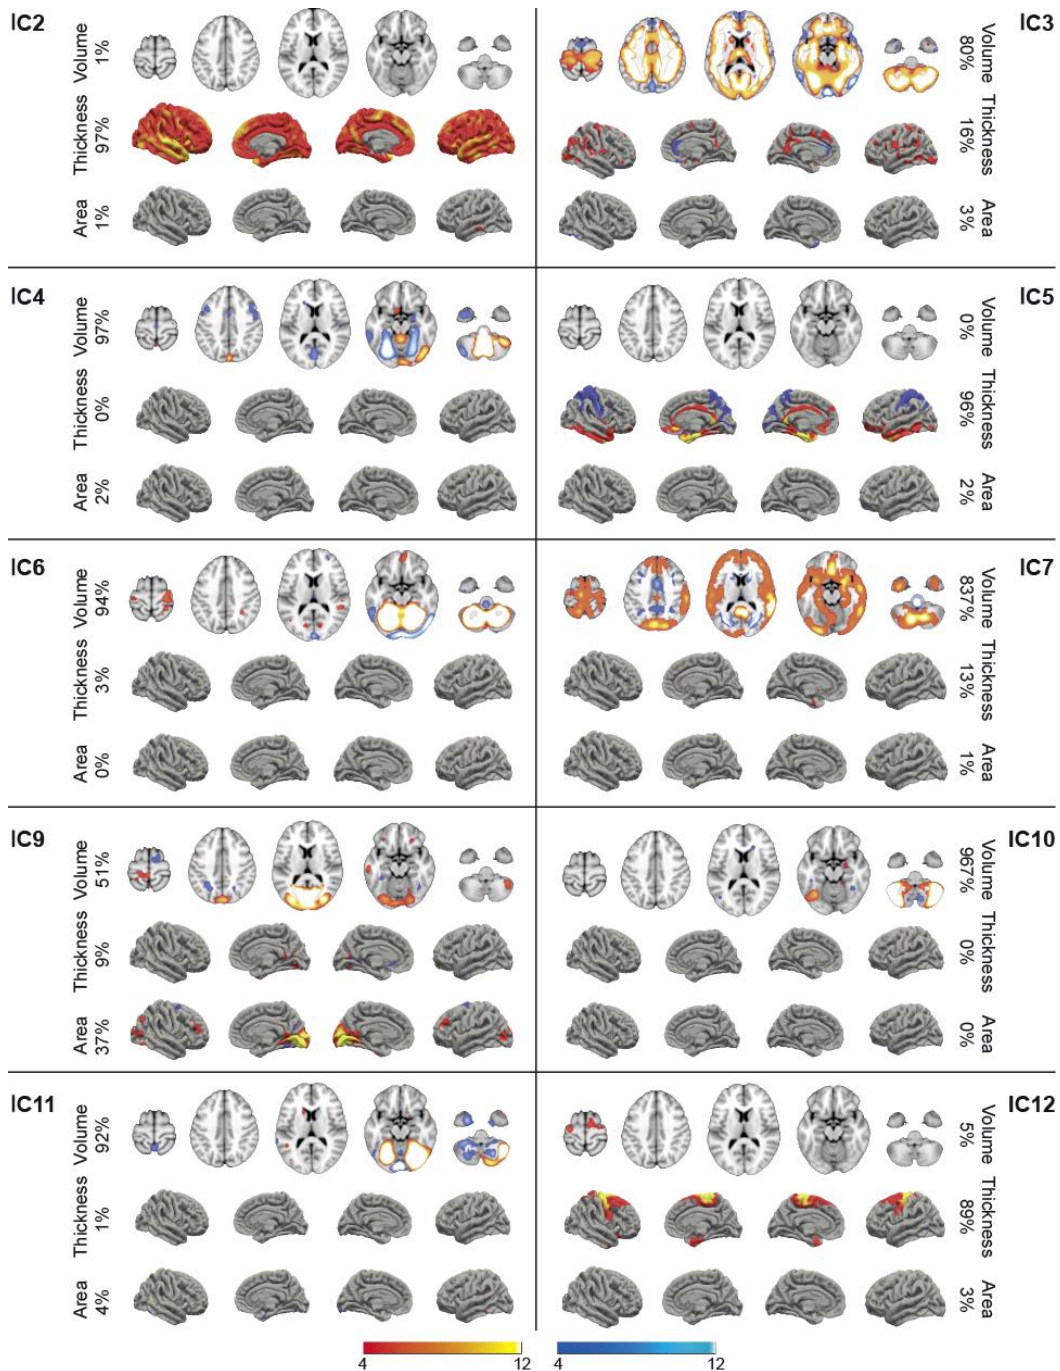 IC2
Volume
1%
Thickness
97%
Area
1%
IC3
Volume
80%
Thickness
16%
Area
3%
IC4
Volume
97%
Thickness
0%
Area
2%
IC5
Volume
0%
Thickness
96%
Area
2%
IC6
Volume
94%
Thickness
3%
Area
0%
IC7
Volume
837%
Thickness
13%
Area
1%
IC9
Volume
51%
Thickness
9%
Area
37%
IC10
Volume
967%
Thickness
0%
Area
0%
IC11
Volume
92%
Thickness
1%
Area
4%
IC12
Volume
5%
Thickness
89%
Area
3%
4 12 4 12